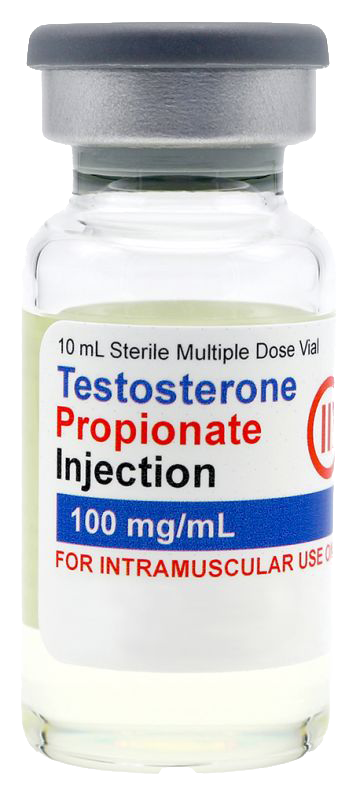 10 mL Sterile Multiple Dose Vial
Testosterone
Propionate
Injection
100 mg/mL
FOR INTRAMUSCULAR USE